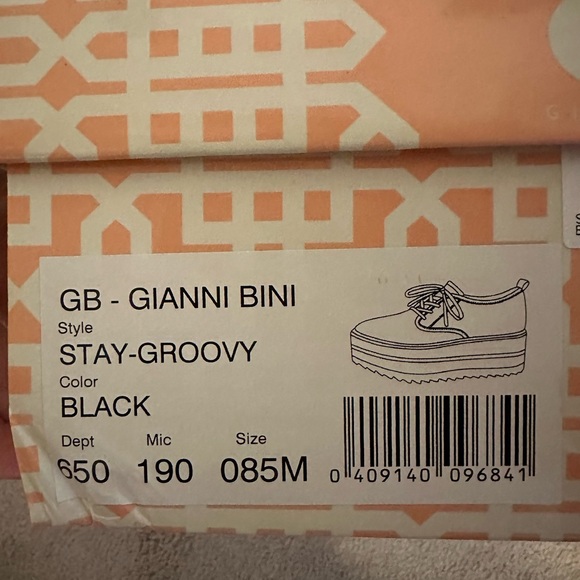 GB - GIANNI BINI
Style
STAY-GROOVY
Color
BLACK
Dept Mic Size
650 190 085M
0 409140 096841